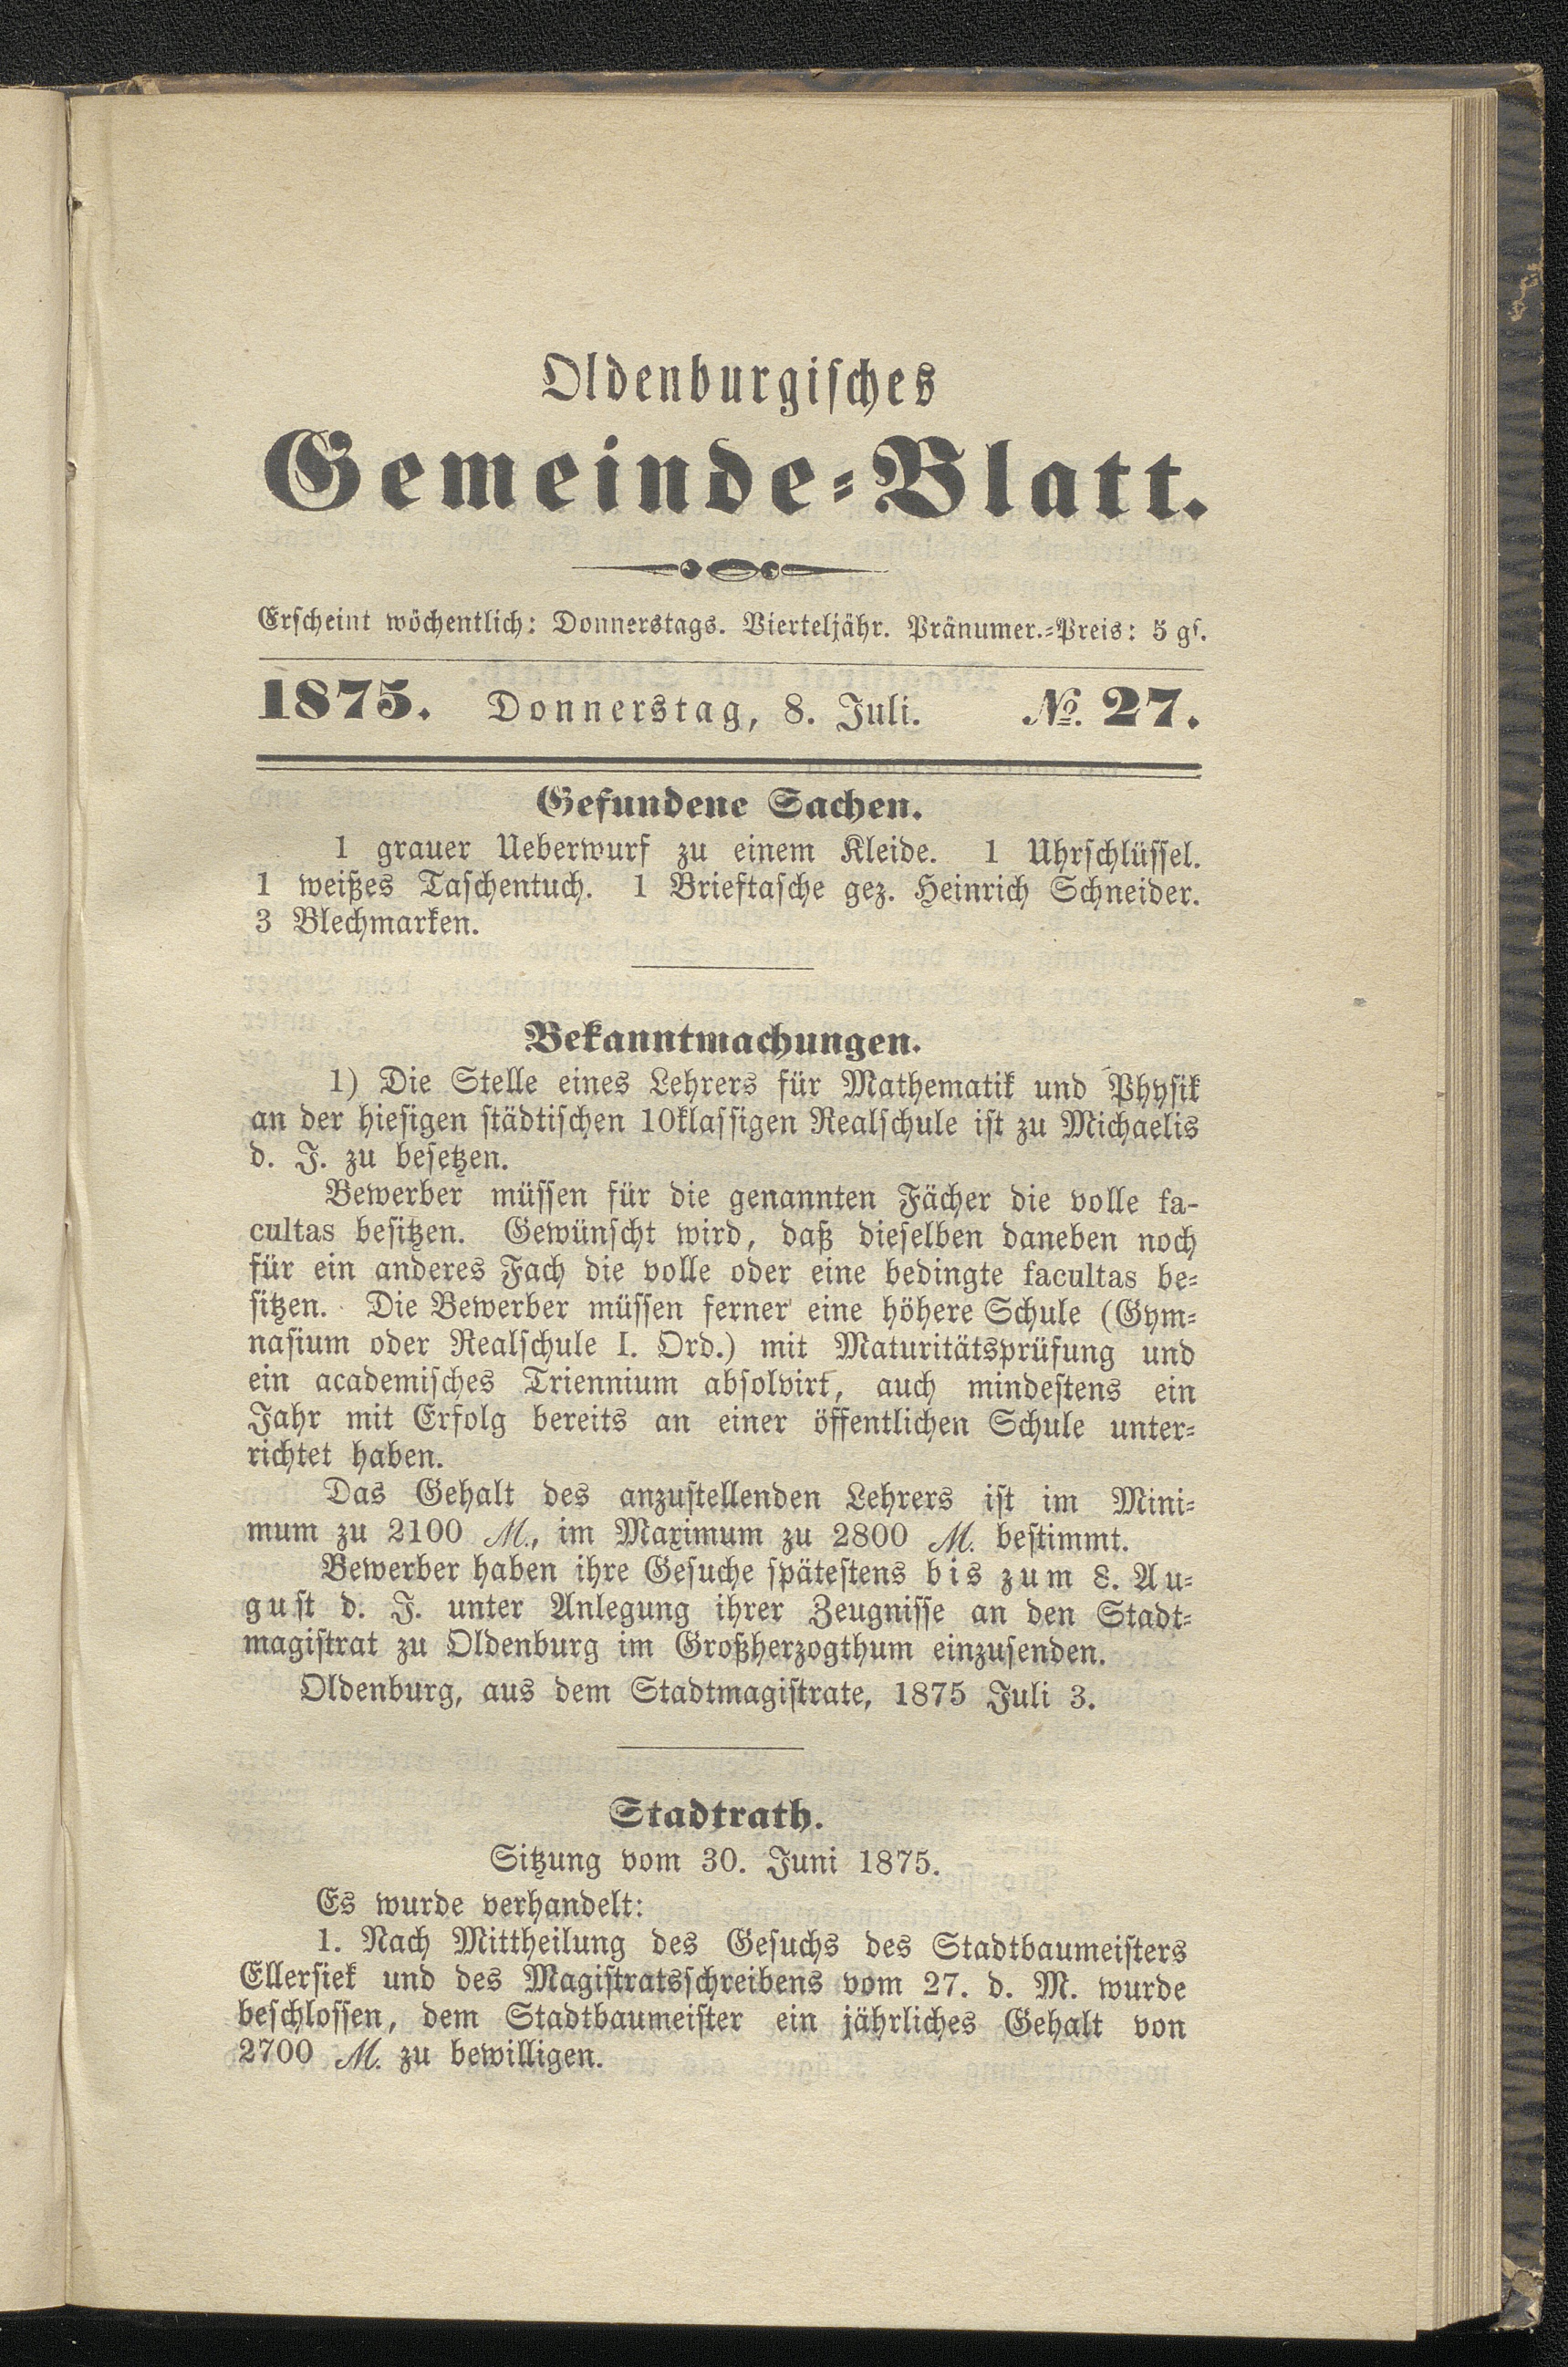 Oldenburgisches
Gemeinde-Blatt.
Erscheint wöchentlich: Donnerstags. Vierteljähr. Pränumer.-Preis: 5 gs.
1875. Donnerstag, 8. Juli. №. 27.
Gefundene Sachen.
1 grauer Ueberwurf zu einem Kleide. 1 Uhrschlüssel.
1 weißes Taschentuch. 1 Brieftasche gez. Heinrich Schneider.
3 Blechmarken.
Bekanntmachungen.
1) Die Stelle eines Lehrers für Mathematik und Physik
an der hiesigen städtischen 10klassigen Realschule ist zu Michaelis
d. J. zu besetzen.
Bewerber müssen für die genannten Fächer die volle fa-
cultas besitzen. Gewünscht wird, daß dieselben daneben noch
für ein anderes Fach die volle oder eine bedingte facultas be-
sitzen. Die Bewerber müssen ferner eine höhere Schule (Gym-
nasium oder Realschule I. Ord.) mit Maturitätsprüfung und
ein academisches Triennium absolvirt, auch mindestens ein
Jahr mit Erfolg bereits an einer öffentlichen Schule unter-
richtet haben.
Das Gehalt des anzustellenden Lehrers ist im Mini-
mum zu 2100 M., im Maximum zu 2800 M. bestimmt.
Bewerber haben ihre Gesuche spätestens bis zum 8. Au-
gust d. J. unter Anlegung ihrer Zeugnisse an den Stadt-
magistrat zu Oldenburg im Großherzogthum einzusenden.
Oldenburg, aus dem Stadtmagistrate, 1875 Juli 3.
Stadtrath.
Sitzung vom 30. Juni 1875.
Es wurde verhandelt:
1. Nach Mittheilung des Gesuchs des Stadtbaumeisters
Ellersiek und des Magistratsschreibens vom 27. d. M. wurde
beschlossen, dem Stadtbaumeister ein jährliches Gehalt von
2700 M. zu bewilligen.